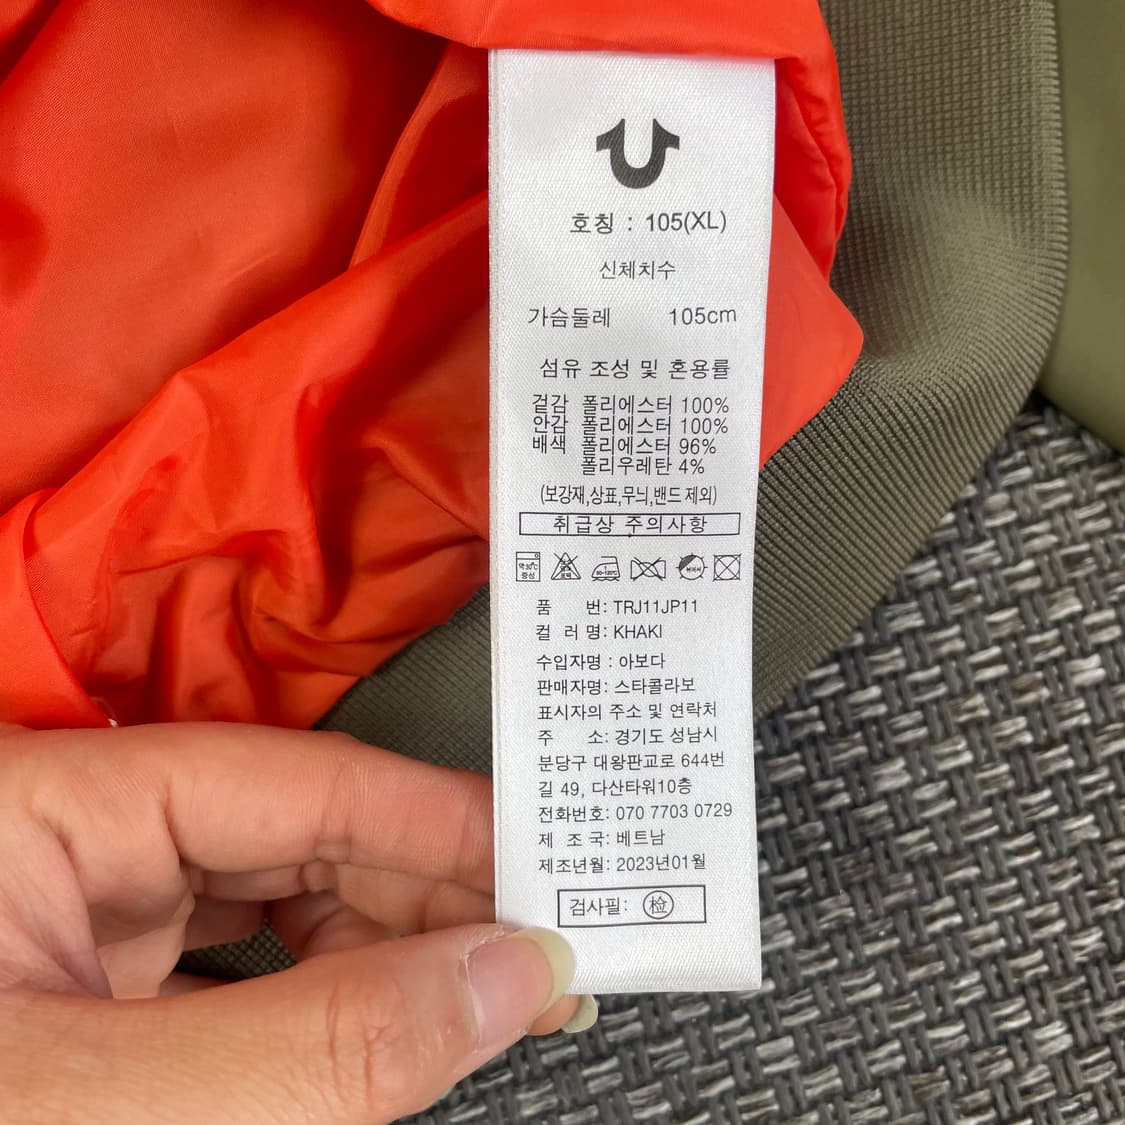 호칭 : 105(XL)
신체치수
가슴둘레 105cm
섬유 조성 및 혼용률
겉감 폴리에스터 100%
안감 폴리에스터 100%
배색 폴리에스터 96%
폴리우레탄 4%
(보강재,상표,무늬,밴드 제외)
취급상 주의사항
약30℃
중성
품 번: TRJ11JP11
컬 러 명: KHAKI
수입자명 : 아보다
판매자명: 스타콜라보
표시자의 주소 및 연락처
주 소: 경기도 성남시
분당구 대왕판교로 644번
길 49, 다산타워10층
전화번호: 070 7703 0729
제 조 국: 베트남
제조년월: 2023년01월
검사필: 检